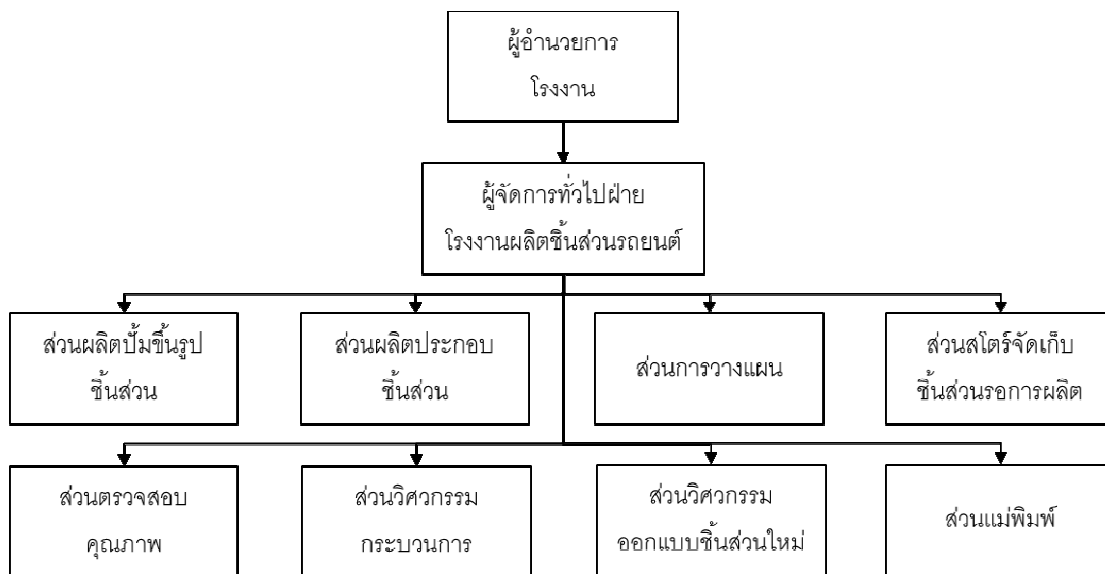 ผู้อำนวยการ
โรงงาน
ผู้จัดการทั่วไปฝ่าย
โรงงานผลิตชิ้นส่วนรถยนต์
ส่วนผลิตปั้มขึ้นรูป
ชิ้นส่วน
ส่วนผลิตประกอบ
ชิ้นส่วน
ส่วนการวางแผน
ส่วนสโตร์จัดเก็บ
ชิ้นส่วนรอการผลิต
ส่วนตรวจสอบ
คุณภาพ
ส่วนวิศวกรรม
กระบวนการ
ส่วนวิศวกรรม
ออกแบบชิ้นส่วนใหม่
ส่วนแม่พิมพ์